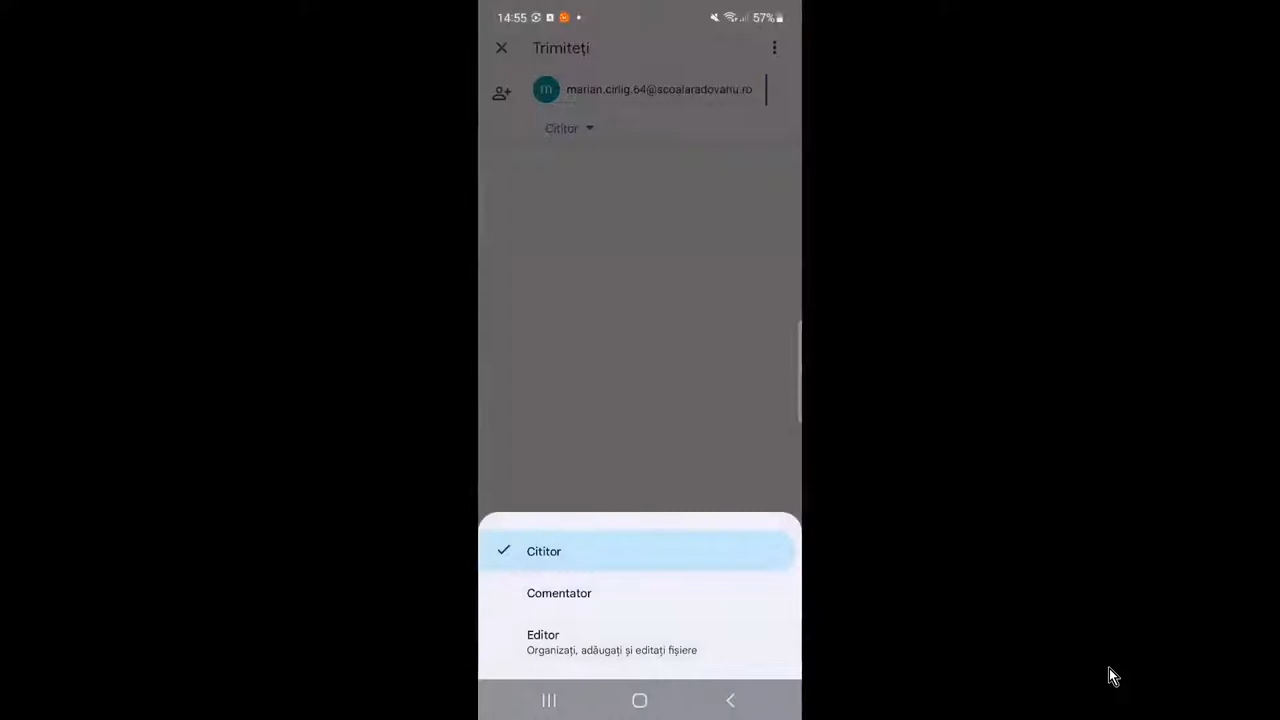 14:55
57%
Trimiteți
m
marian.cirlig.64@scoalaradovanu.ro
Cititor
Cititor
Comentator
Editor
Organizați, adăugați și editați fișiere